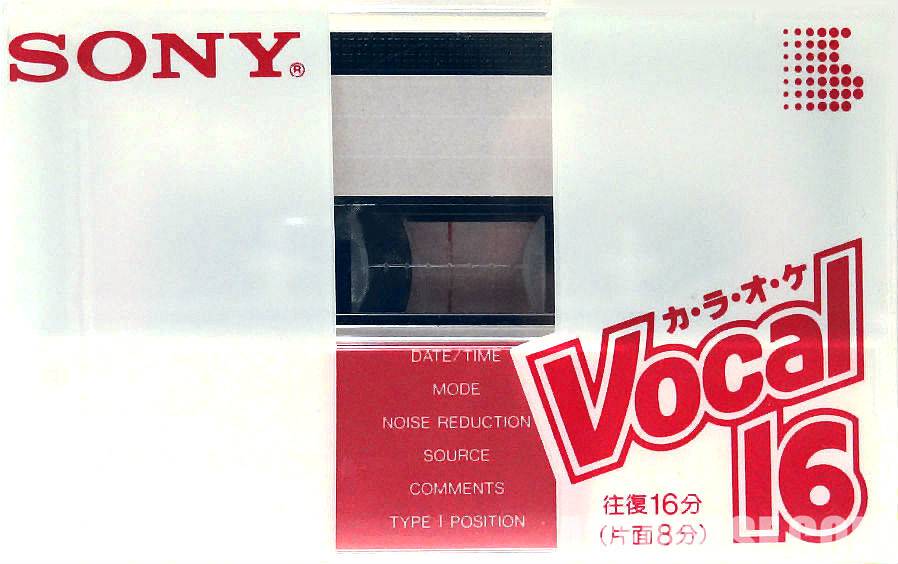 SONY®
カ・ラ・オ・ケ
Vocal
16
DATE/TIME
MODE
NOISE REDUCTION
SOURCE
COMMENTS
TYPE I POSITION
往復16分
(片面8分)